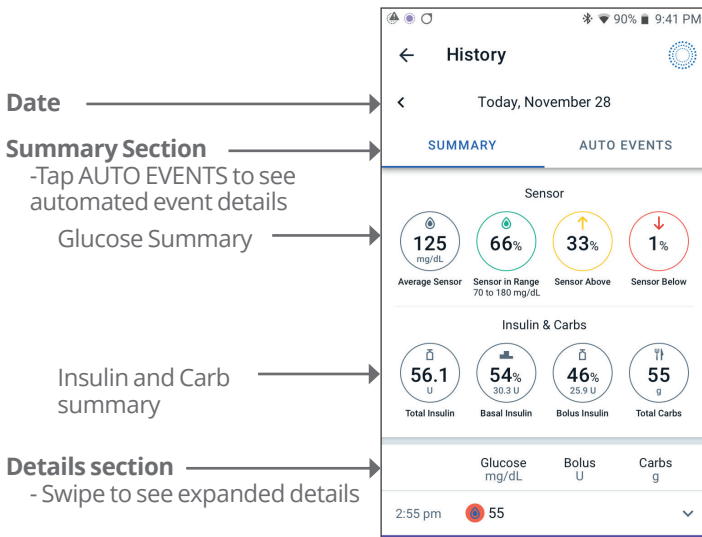 90% 9:41 PM
History
Date
Today, November 28
Summary Section
SUMMARY AUTO EVENTS
-Tap AUTO EVENTS to see
automated event details
Sensor
Glucose Summary
125 66% 33% 1%
mg/dL
Average Sensor Sensor in Range Sensor Above Sensor Below
70 to 180 mg/dL
Insulin & Carbs
Insulin and Carb
summary
56.1 54% 46% 55
U 30.3 U 25.9 U g
Total Insulin Basal Insulin Bolus Insulin Total Carbs
Details section
- Swipe to see expanded details
Glucose Bolus Carbs
mg/dL U g
2:55 pm 55